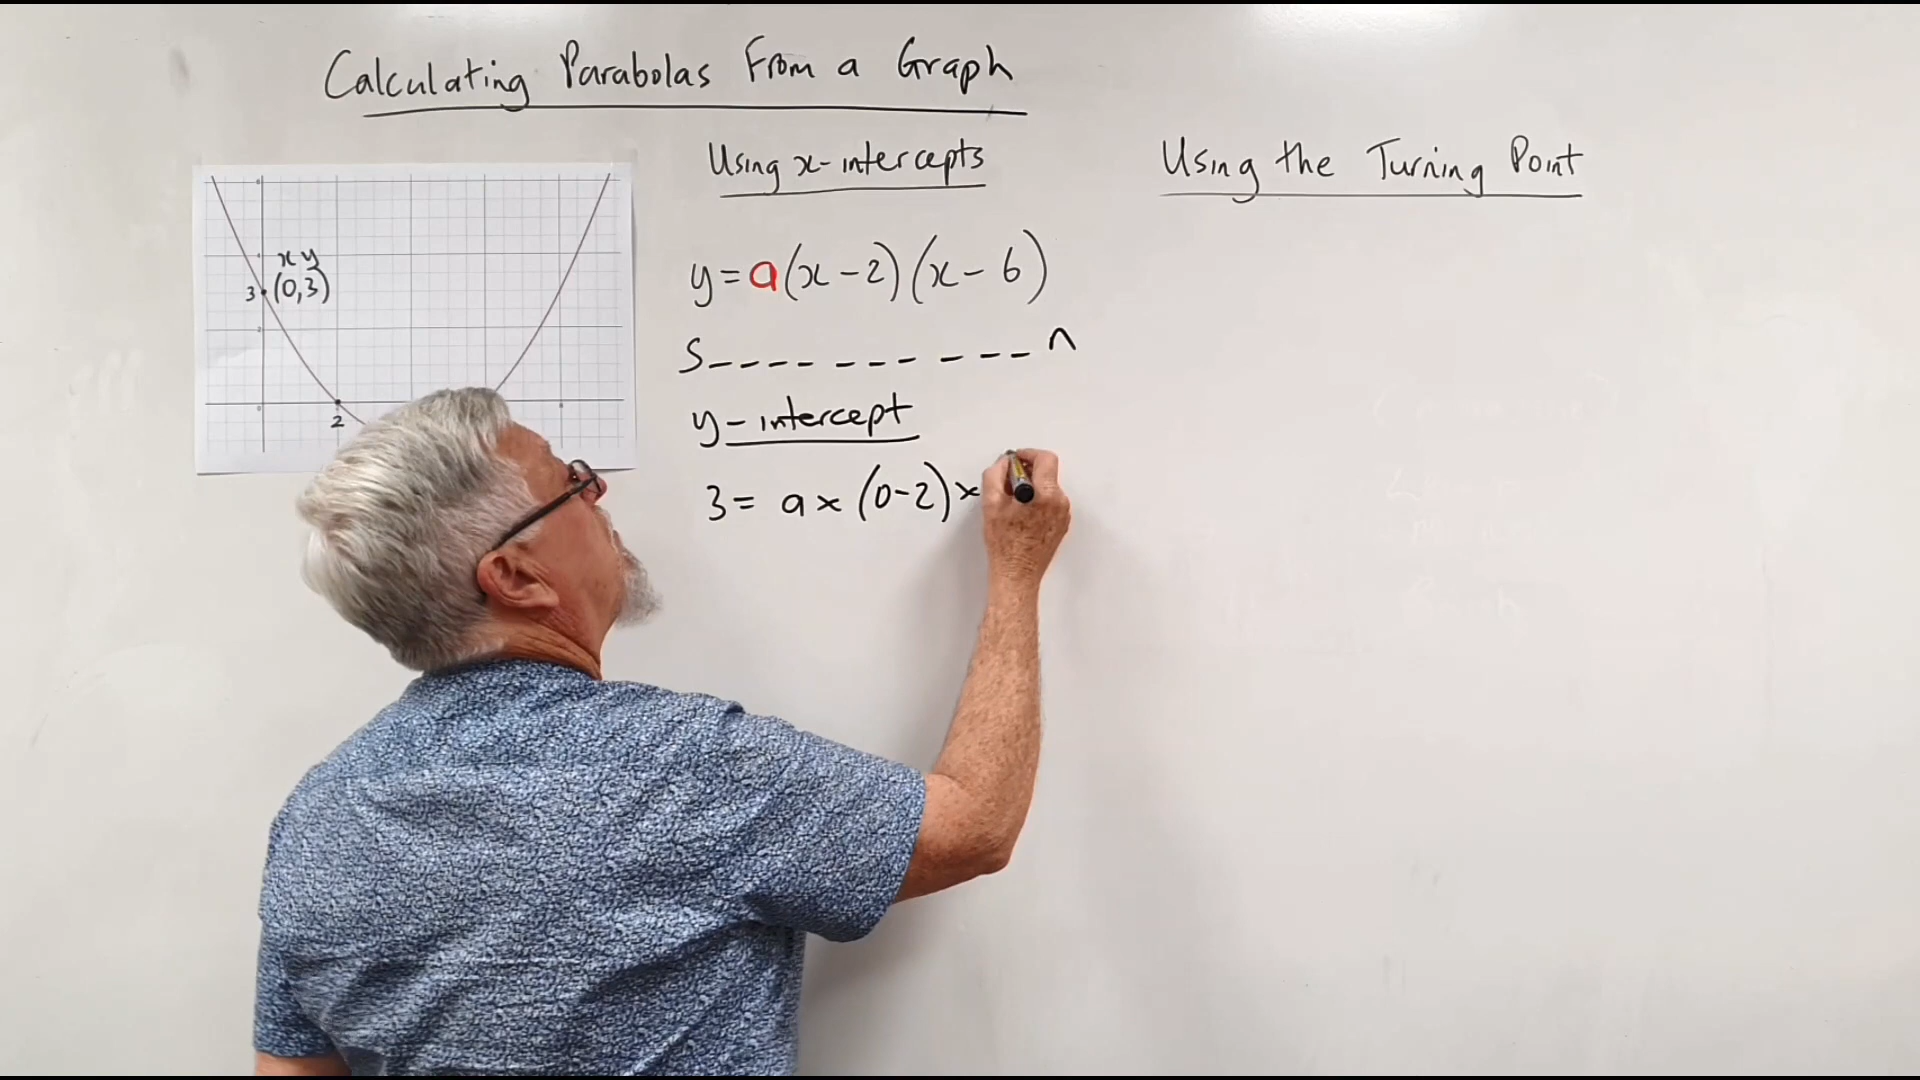 Calculating Parabolas From a Graph
Using x-intercepts
Using the Turning Point
x y
3 (0,3)
2
y=a(x-2)(x-6)
S---- --- ---n
y-intercept
3= a x (0-2)x